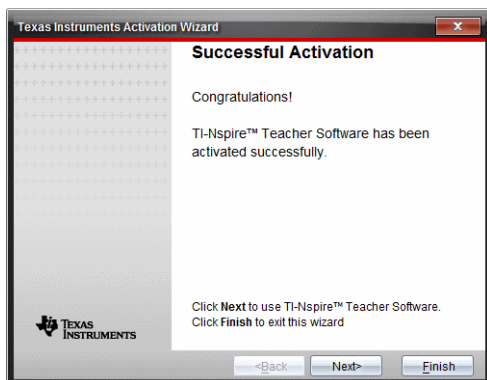 Texas Instruments Activation Wizard
Successful Activation
Congratulations!
TI-Nspire™ Teacher Software has been
activated successfully.
Click Next to use TI-Nspire™ Teacher Software.
Click Finish to exit this wizard
TEXAS
INSTRUMENTS
<Back Next> Finish